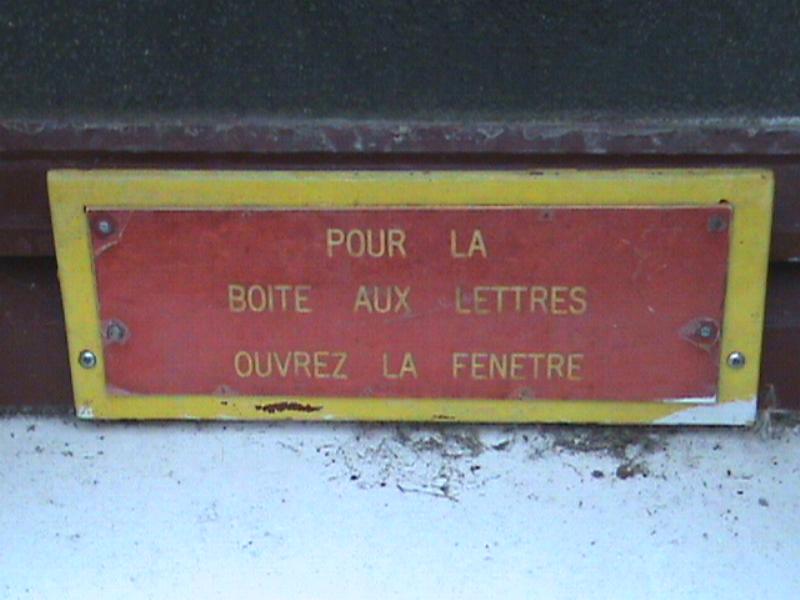 POUR LA
BOITE AUX LETTRES
OUVREZ LA FENETRE